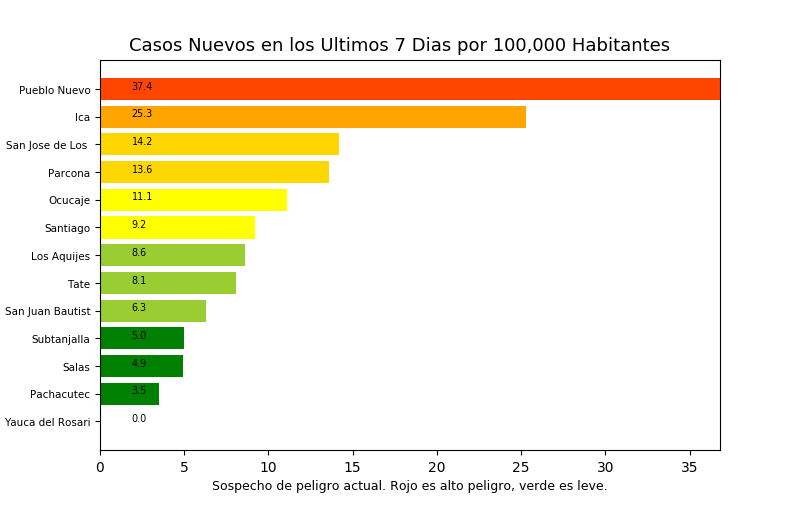 Casos Nuevos en los Ultimos 7 Dias por 100,000 Habitantes
Pueblo Nuevo 37.4
Ica 25.3
San Jose de Los 14.2
Parcona 13.6
Ocucaje 11.1
Santiago 9.2
Los Aquijes 8.6
Tate 8.1
San Juan Bautist 6.3
Subtanjalla 5.0
Salas 4.9
Pachacutec 3.5
Yauca del Rosari 0.0
0 5 10 15 20 25 30 35
Sospecho de peligro actual. Rojo es alto peligro, verde es leve.